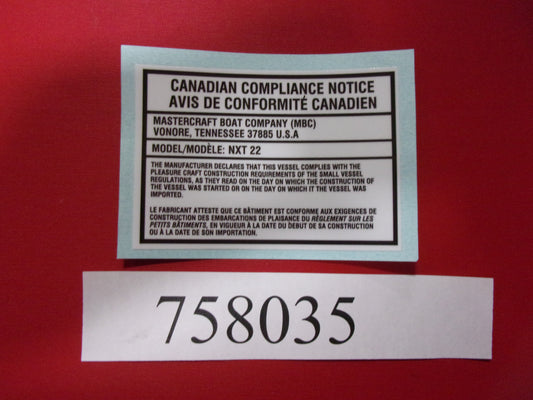 CANADIAN COMPLIANCE NOTICE
AVIS DE CONFORMITÉ CANADIEN
MASTERCRAFT BOAT COMPANY (MBC)
VONORE, TENNESSEE 37885 U.S.A
MODEL/MODÈLE: NXT 22
THE MANUFACTURER DECLARES THAT THIS VESSEL COMPLIES WITH THE
PLEASURE CRAFT CONSTRUCTION REQUIREMENTS OF THE SMALL VESSEL
REGULATIONS, AS THEY READ ON THE DAY ON WHICH THE CONSTRUCTION OF
THE VESSEL WAS STARTED OR ON THE DAY ON WHICH IT THE VESSEL WAS
IMPORTED.
LE FABRICANT ATTESTE QUE CE BÂTIMENT EST CONFORME AUX EXIGENCES DE
CONSTRUCTION DES EMBARCATIONS DE PLAISANCE DU RÈGLEMENT SUR LES
PETITS BÂTIMENTS, EN VIGUEUR À LA DATE DU DEBUT DE SA CONSTRUCTION
OU À LA DATE DE SON IMPORTATION.
758035